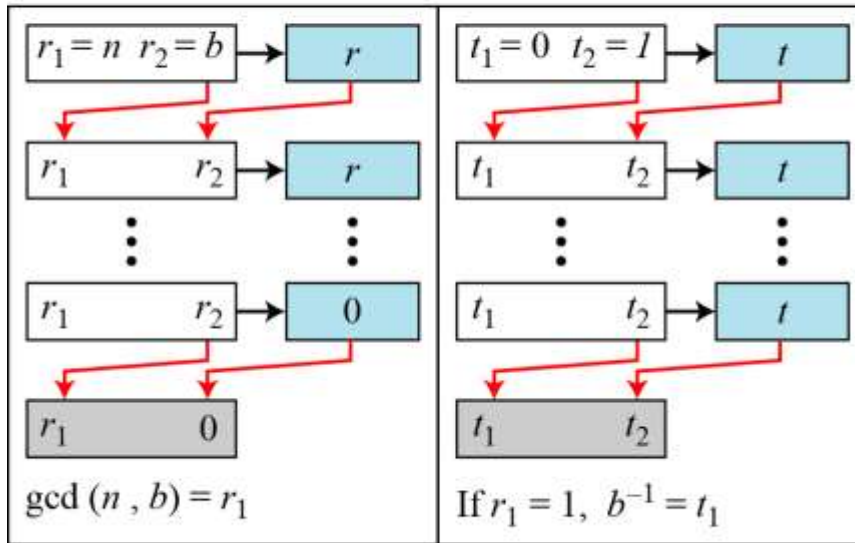 r₁ = n r₂ = b r
r₁ r₂ r
r₁ r₂ 0
r₁ 0
gcd (n , b) = r₁
t₁ = 0 t₂ = 1 t
t₁ t₂ t
t₁ t₂ t
t₁ t₂
If r₁ = 1, b⁻¹ = t₁